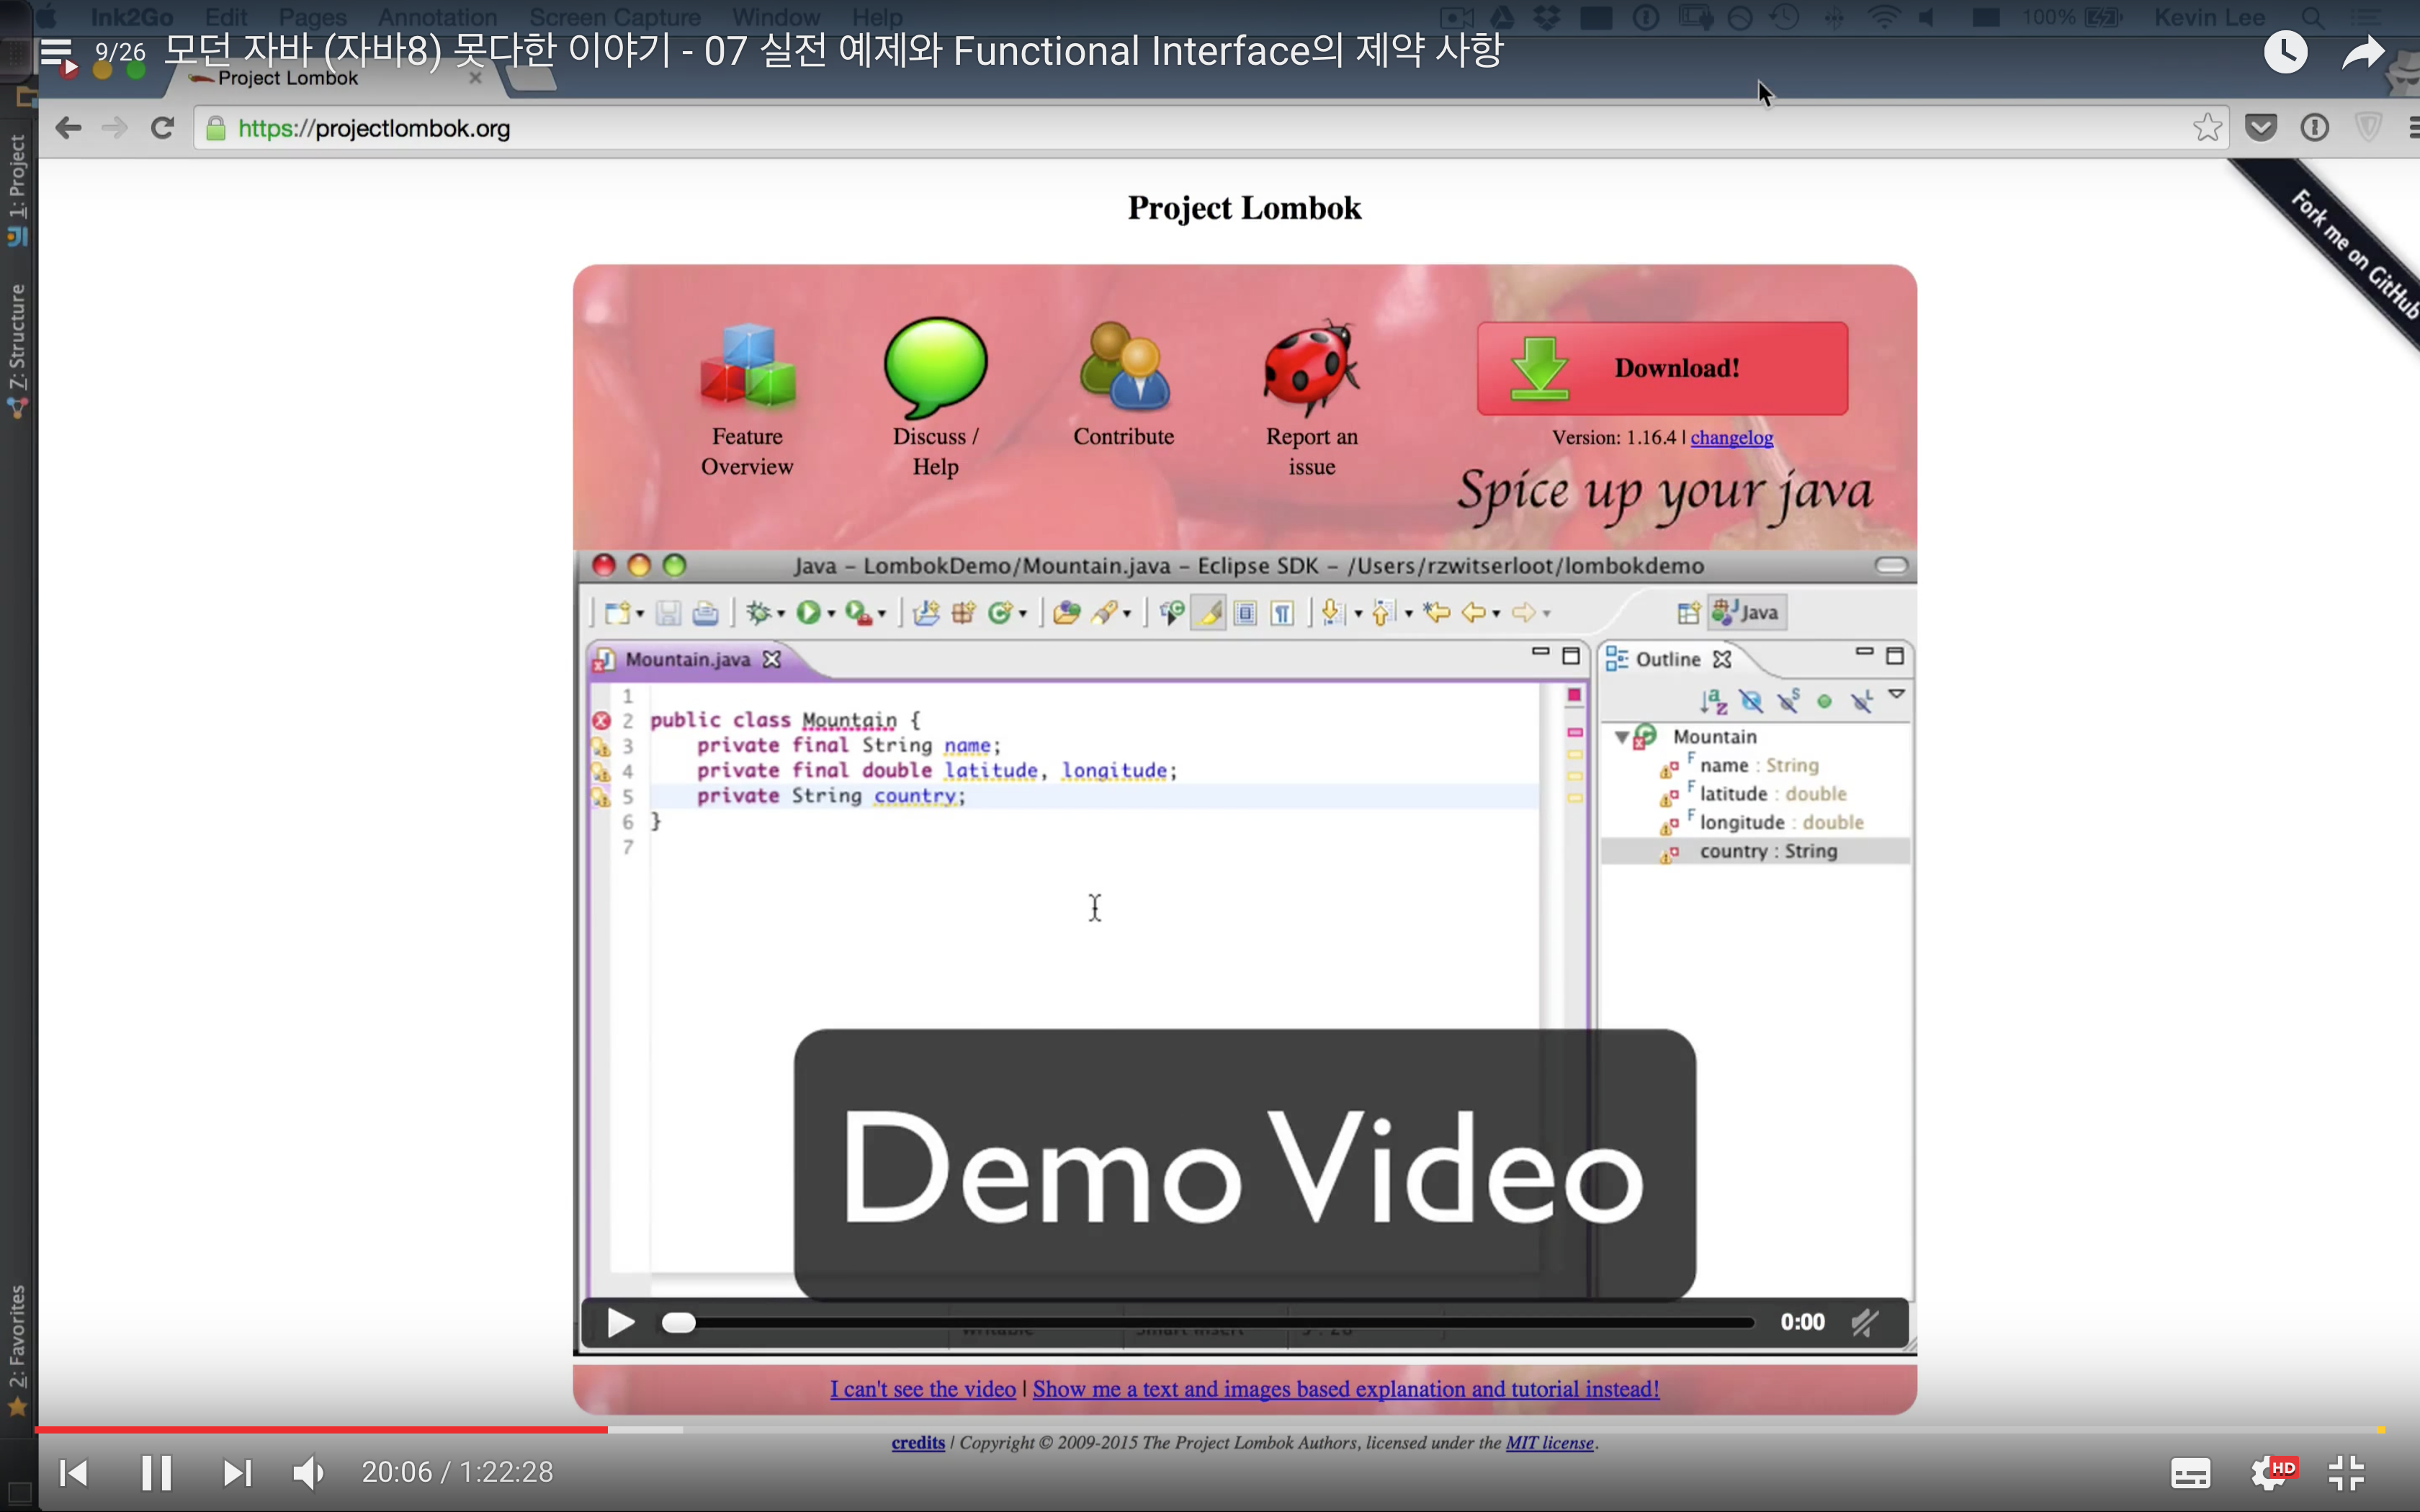 Ink2Go Edit Pages Annotation Screen Capture Window Help 100% Kevin Lee
9/26 모던 자바 (자바8) 못다한 이야기 - 07 실전 예제와 Functional Interface의 제약 사항
Project Lombok
https://projectlombok.org
1: Project
7: Structure
2: Favorites
Fork me on GitHub
Project Lombok
Feature Overview
Discuss / Help
Contribute
Report an issue
Download!
Version: 1.16.4 | changelog
Spice up your java
Java – LombokDemo/Mountain.java – Eclipse SDK – /Users/rzwitserloot/lombokdemo
Java
Mountain.java
Outline
1
2 public class Mountain {
3 private final String name;
4 private final double latitude, longitude;
5 private String country;
6 }
7
Mountain
name : String
latitude : double
longitude : double
country : String
Demo Video
0:00
I can't see the video | Show me a text and images based explanation and tutorial instead!
credits | Copyright © 2009-2015 The Project Lombok Authors, licensed under the MIT license.
20:06 / 1:22:28
HD